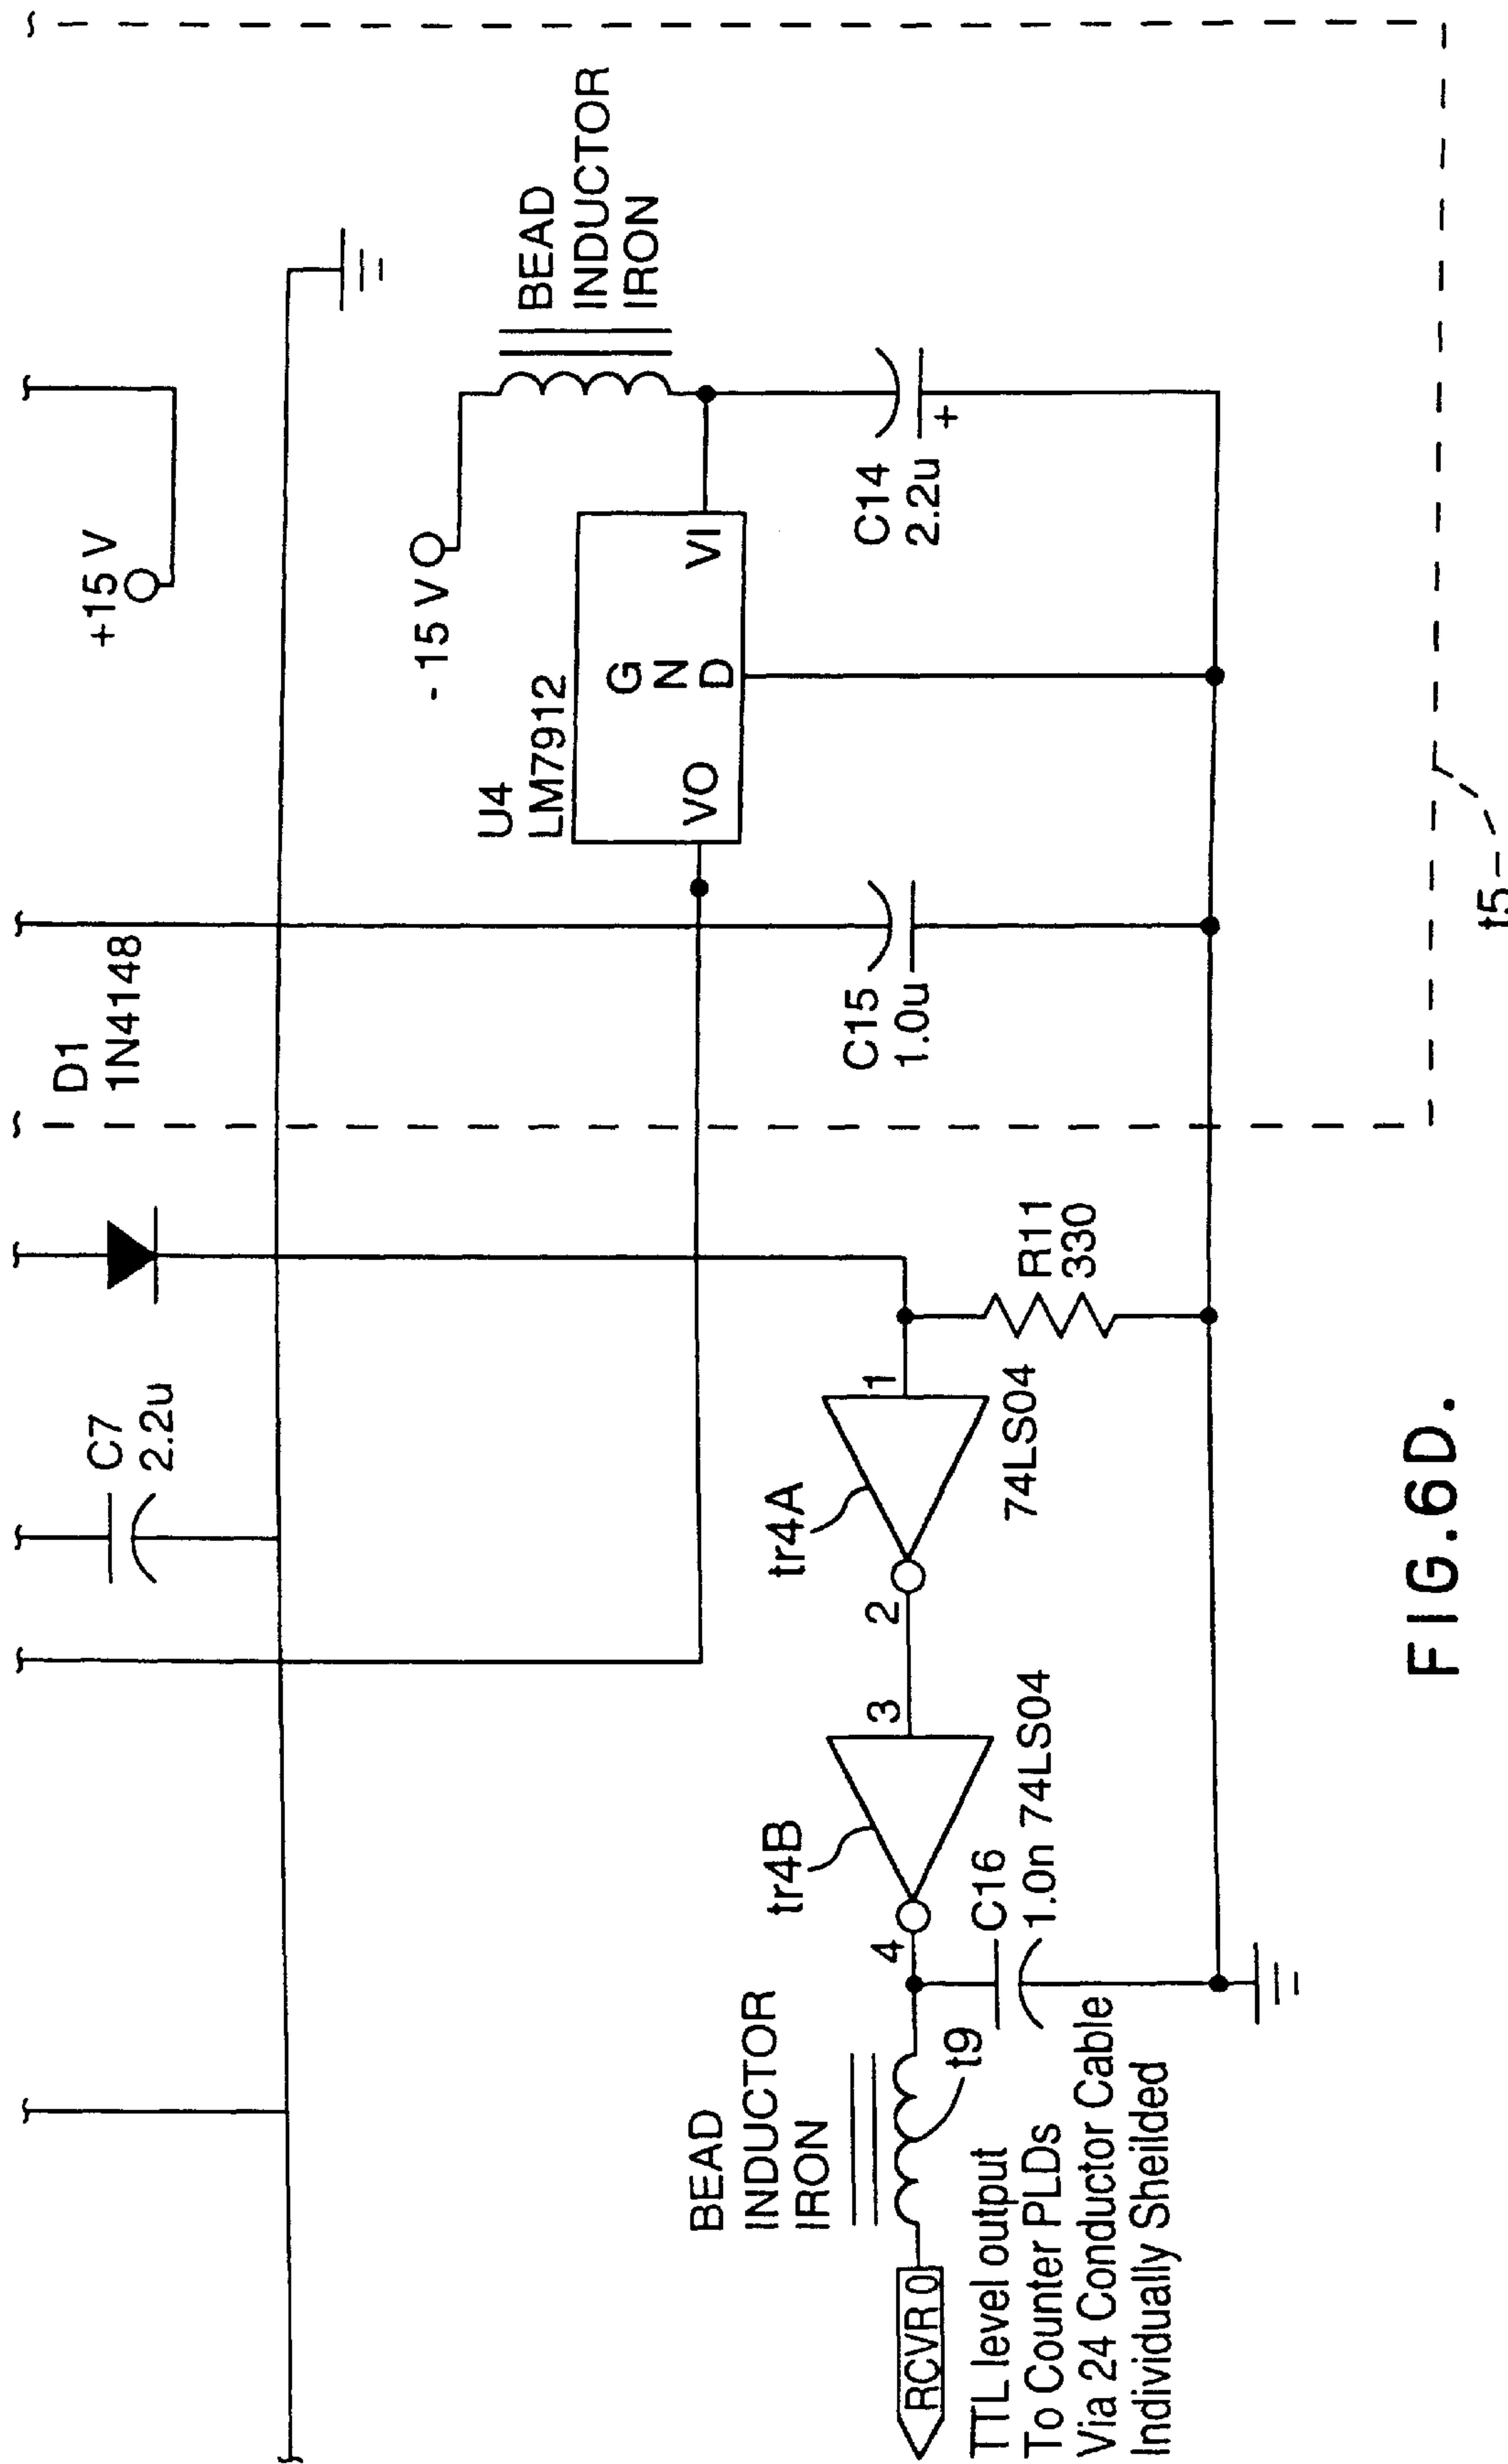 +15 V
BEAD
INDUCTOR
IRON
- 15 V
D1
1N4148
C7
2.2u
U4
LM7912
VO
G
N
D
VI
C14
2.2u
+
C15
1.0u
R11
330
1
tr4A
74LS04
2
3
tr4B
74LS04
4
C16
1.0n
BEAD
INDUCTOR
IRON
t9
RCVR 0
TTL level output
To Counter PLDs
Via 24 Conductor Cable
Individually Sheilded
t5
FIG.6D.